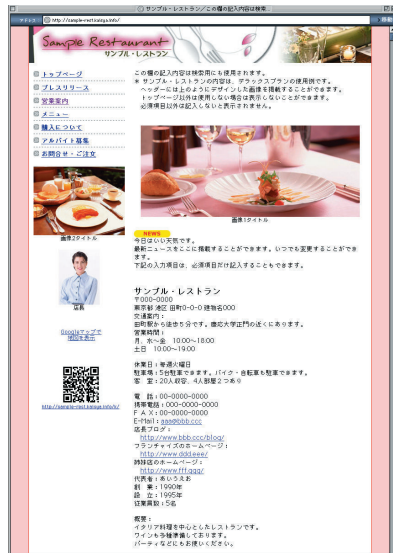 サンプル・レストラン/この欄の記入内容は検索...
アドレス http://sample-rest.kaioga.info/
Sample Restaurant
サンプル・レストラン
トップページ
プレスリリース
営業案内
メニュー
購入について
アルバイト募集
お問合せ・ご注文
画像2タイトル
店長
Googleマップで
地図を表示
この欄の記入内容は検索用にも使用されます。
※ サンプル・レストランの内容は、デラックスプランの使用例です。
ヘッダーには上のようにデザインした画像を掲載することができます。
トップページ以外は使用しない場合は表示しないことができます。
必須項目以外は記入しないと表示されません。
画像1タイトル
NEWS
今日はいい天気です。
最新ニュースをここに掲載することができます。いつでも変更することができ
ます。
下記の入力項目は、必須項目だけ記入することもできます。
サンプル・レストラン
〒000-0000
東京都 港区 田町0-0-0 建物名000
交通案内：
田町駅から徒歩5分です。慶応大学正門の近くにあります。
営業時間：
月、水～金 10:00～18:00
土日 10:00～19:00
休業日：毎週火曜日
駐車場：5台駐車できます。バイク・自転車も駐車できます。
客 室：20人収容、4人部屋2つあり
電 話：00-0000-0000
携帯電話：000-0000-0000
F A X：00-0000-0000
E-Mail：aaa@bbb.ccc
店長ブログ：
http://www.bbb.ccc/blog/
フランチャイズのホームページ：
http://www.ddd.eee/
姉妹店のホームページ：
http://www.fff.ggg/
代表者：あいうえお
創 業：1990年
設 立：1995年
従業員数：5名
概要：
イタリア料理を中心としたレストランです。
ワインも多種準備しております。
パーティなどにもお使いください。